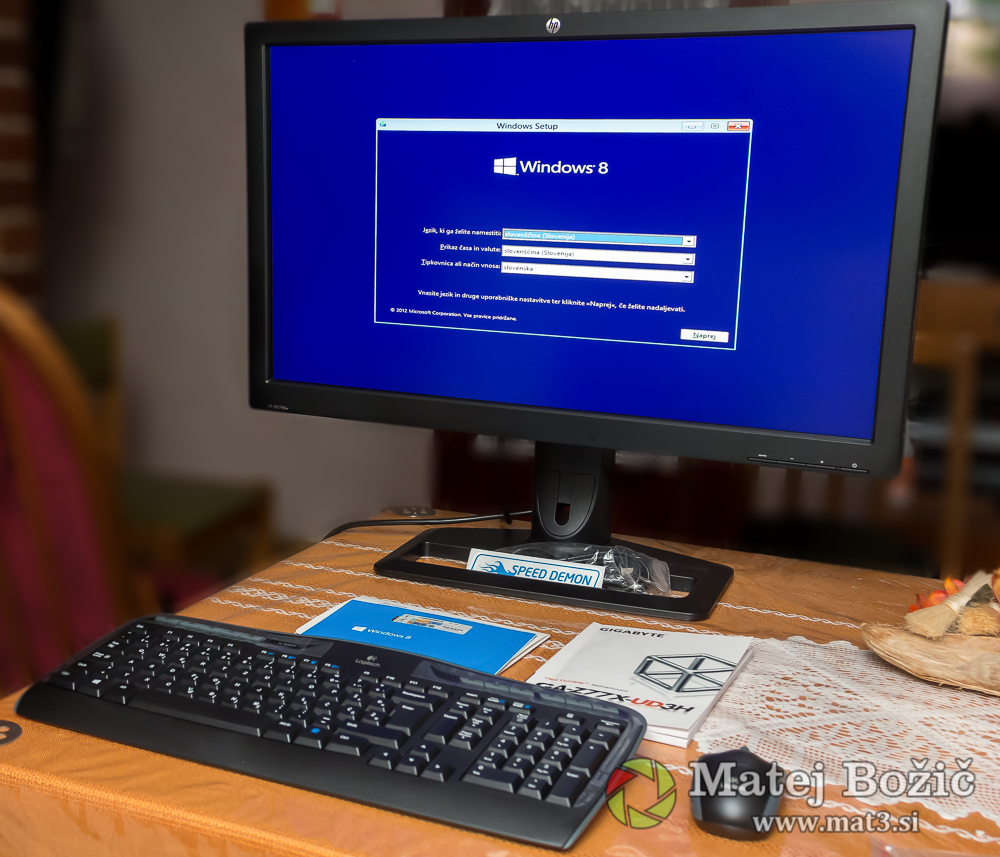 hp
Windows Setup
Windows 8
Jezik, ki ga želite namestiti:
slovenščina (Slovenija)
Prikaz časa in valute:
slovenščina (Slovenija)
Tipkovnica ali način vnosa:
slovenska
Vnesite jezik in druge uporabniške nastavitve ter kliknite »Naprej«, če želite nadaljevati.
© 2012 Microsoft Corporation. Vse pravice pridržane.
Naprej
SPEED DEMON
Windows 8
GIGABYTE
GA-Z77X-UD3H
Logitech
Matej Božič
www.mat3.si